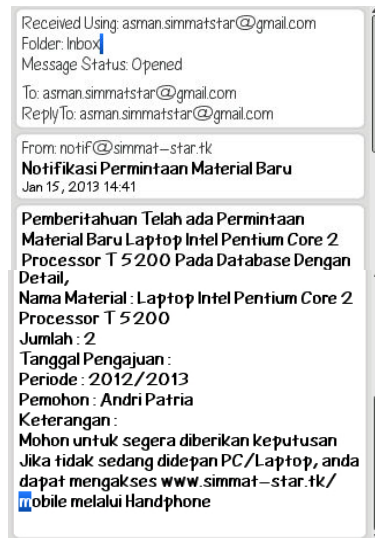 Received Using: asman.simmatstar@gmail.com
Folder: Inbox
Message Status: Opened
To: asman.simmatstar@gmail.com
ReplyTo: asman.simmatstar@gmail.com
From: notif@simmat-star.tk
Notifikasi Permintaan Material Baru
Jan 15, 2013 14:41
Pemberitahuan Telah ada Permintaan
Material Baru Laptop Intel Pentium Core 2
Processor T 5200 Pada Database Dengan
Detail,
Nama Material : Laptop Intel Pentium Core 2
Processor T 5200
Jumlah : 2
Tanggal Pengajuan :
Periode : 2012/2013
Pemohon : Andri Patria
Keterangan :
Mohon untuk segera diberikan keputusan
Jika tidak sedang didepan PC/Laptop, anda
dapat mengakses www.simmat-star.tk/
mobile melalui Handphone